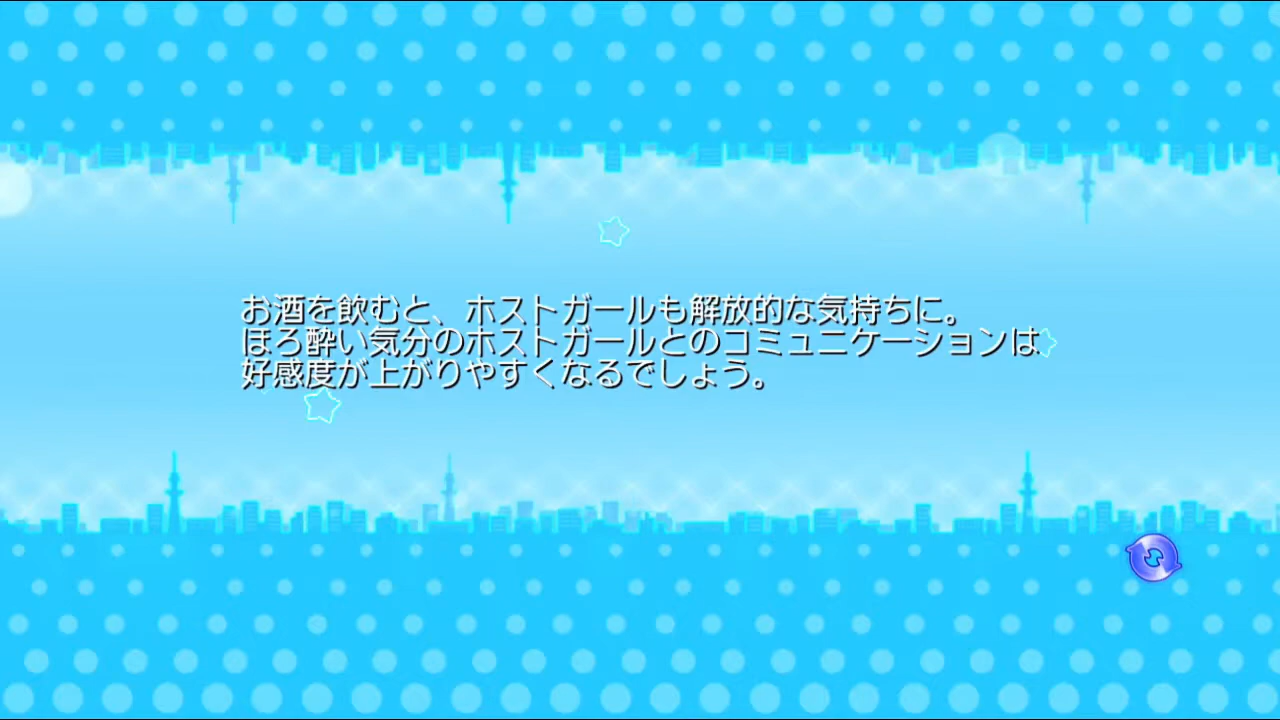 お酒を飲むと、ホストガールも解放的な気持ちに。
ほろ酔い気分のホストガールとのコミュニケーションは
好感度が上がりやすくなるでしょう。